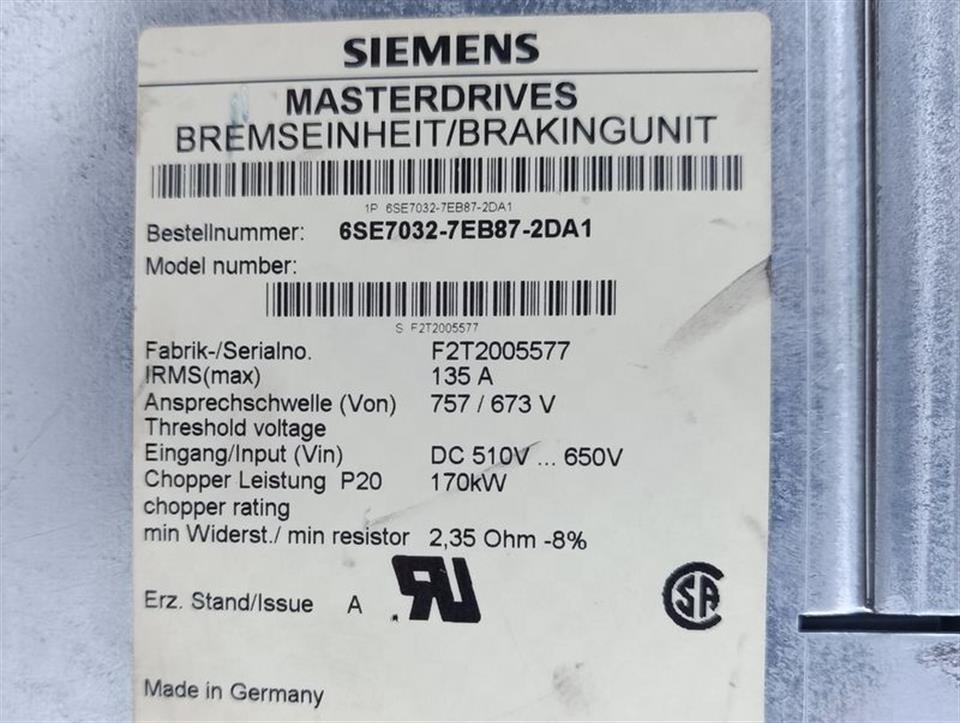 SIEMENS
MASTERDRIVES
BREMSEINHEIT/BRAKINGUNIT
1P 6SE7032-7EB87-2DA1
Bestellnummer: 6SE7032-7EB87-2DA1
Model number:
S F2T2005577
Fabrik-/Serialno. F2T2005577
IRMS(max) 135 A
Ansprechschwelle (Von) 757 / 673 V
Threshold voltage
Eingang/Input (Vin) DC 510V ... 650V
Chopper Leistung P20 170kW
chopper rating
min Widerst./ min resistor 2,35 Ohm -8%
Erz. Stand/Issue A
RU
SA
Made in Germany